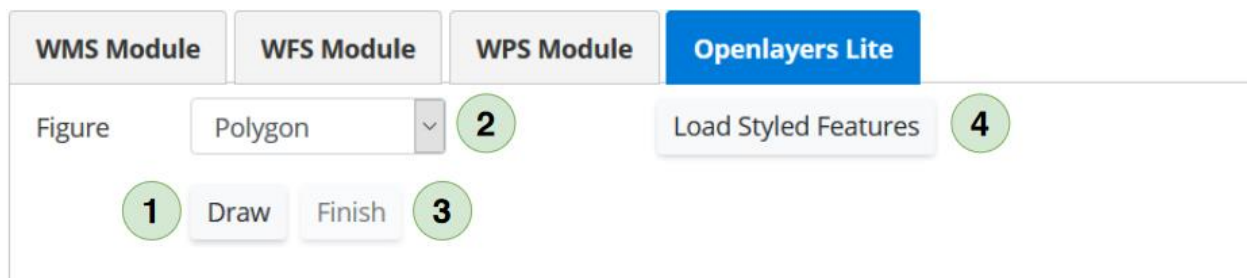 WMS Module WFS Module WPS Module Openlayers Lite
Figure Polygon 2 Load Styled Features 4
1 Draw Finish 3